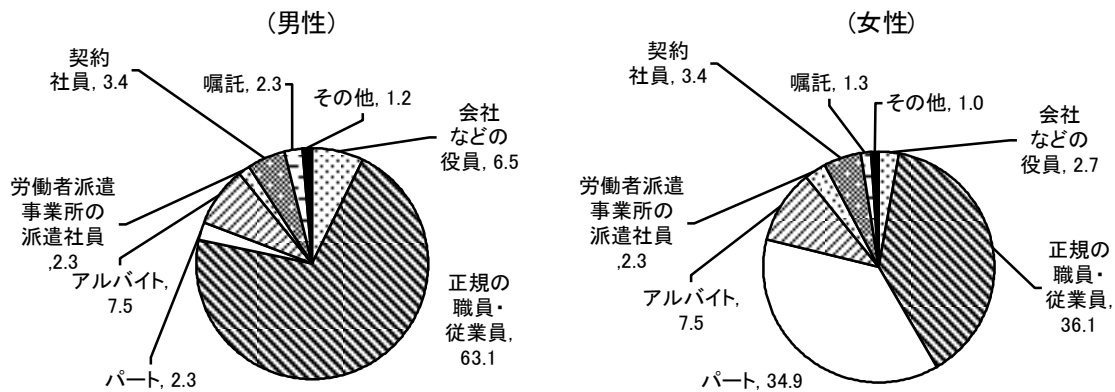 (男性)
契約
社員, 3.4
嘱託, 2.3
その他, 1.2
会社
などの
役員, 6.5
労働者派遣
事業所の
派遣社員
,2.3
アルバイト,
7.5
パート, 2.3
正規の
職員・
従業員,
63.1
(女性)
契約
社員, 3.4
嘱託, 1.3
その他, 1.0
会社
などの
役員, 2.7
労働者派遣
事業所の
派遣社員,
2.3
アルバイト,
7.5
パート, 34.9
正規の
職員・
従業員,
36.1